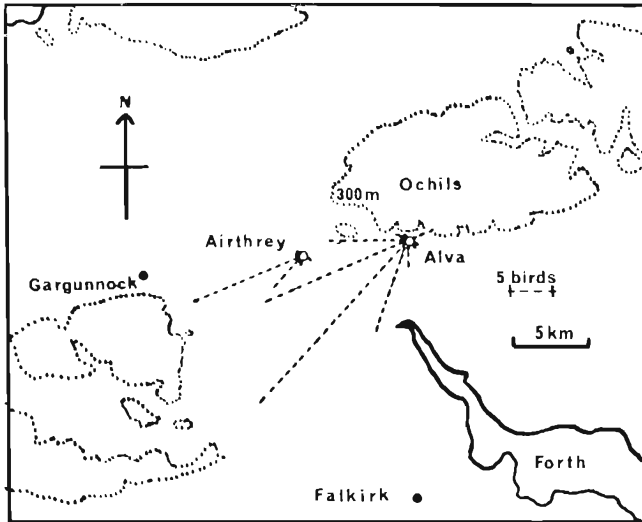 N
300m
Ochils
Airthrey
Alva
Gargunnock
5 birds
5km
Forth
Falkirk